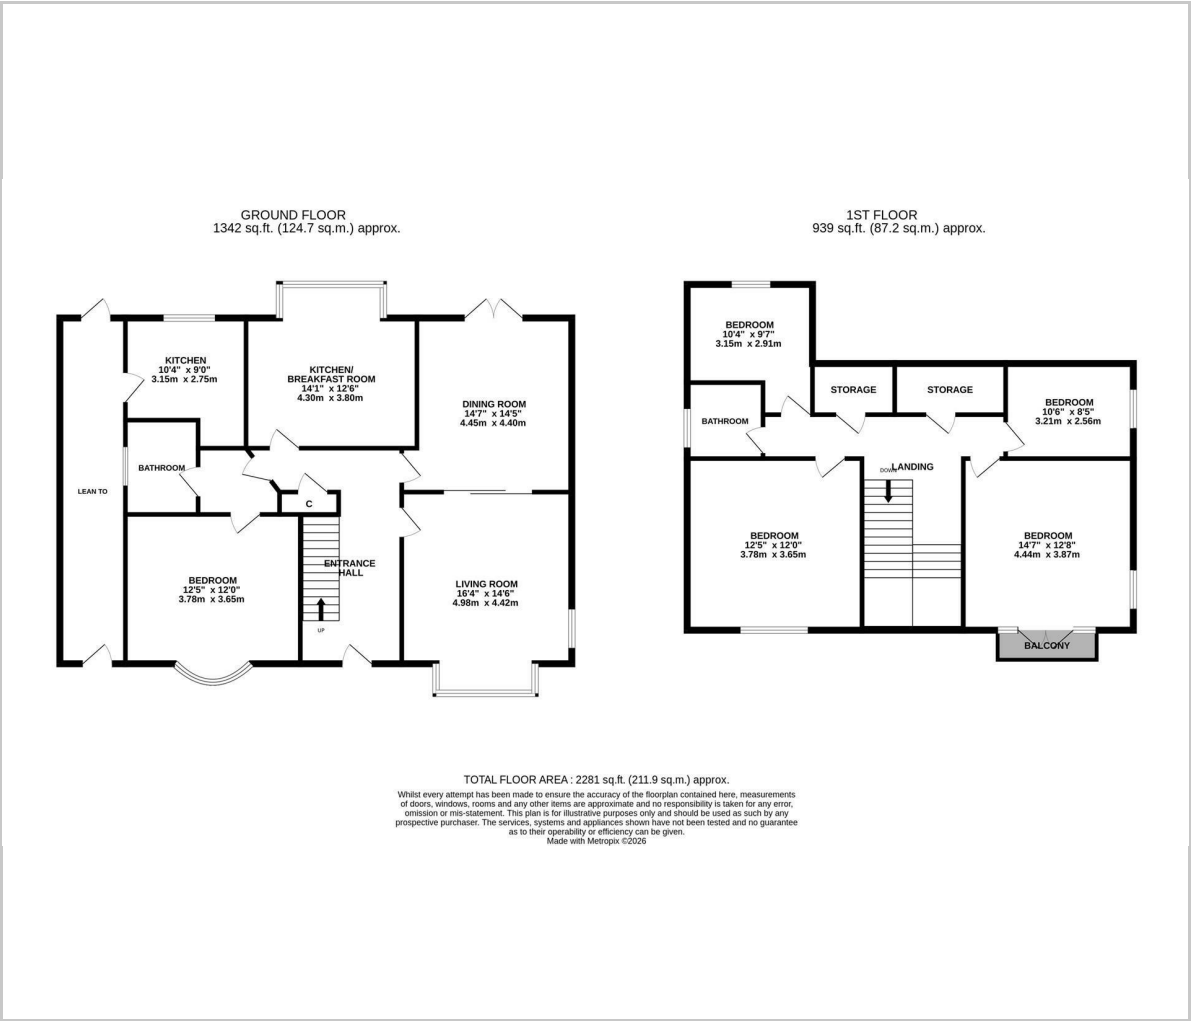 GROUND FLOOR
1342 sq.ft. (124.7 sq.m.) approx.
1ST FLOOR
939 sq.ft. (87.2 sq.m.) approx.
KITCHEN
10'4" x 9'0"
3.15m x 2.75m
KITCHEN/
BREAKFAST ROOM
14'1" x 12'6"
4.30m x 3.80m
DINING ROOM
14'7" x 14'5"
4.45m x 4.40m
BATHROOM
LEAN TO
C
ENTRANCE
HALL
BEDROOM
12'5" x 12'0"
3.78m x 3.65m
LIVING ROOM
16'4" x 14'6"
4.98m x 4.42m
UP
BEDROOM
10'4" x 9'7"
3.15m x 2.91m
STORAGE
STORAGE
BEDROOM
10'6" x 8'5"
3.21m x 2.56m
BATHROOM
LANDING
DOWN
BEDROOM
12'5" x 12'0"
3.78m x 3.65m
BEDROOM
14'7" x 12'8"
4.44m x 3.87m
BALCONY
TOTAL FLOOR AREA : 2281 sq.ft. (211.9 sq.m.) approx.
Whilst every attempt has been made to ensure the accuracy of the floorplan contained here, measurements
of doors, windows, rooms and any other items are approximate and no responsibility is taken for any error,
omission or mis-statement. This plan is for illustrative purposes only and should be used as such by any
prospective purchaser. The services, systems and appliances shown have not been tested and no guarantee
as to their operability or efficiency can be given.
Made with Metropix ©2026